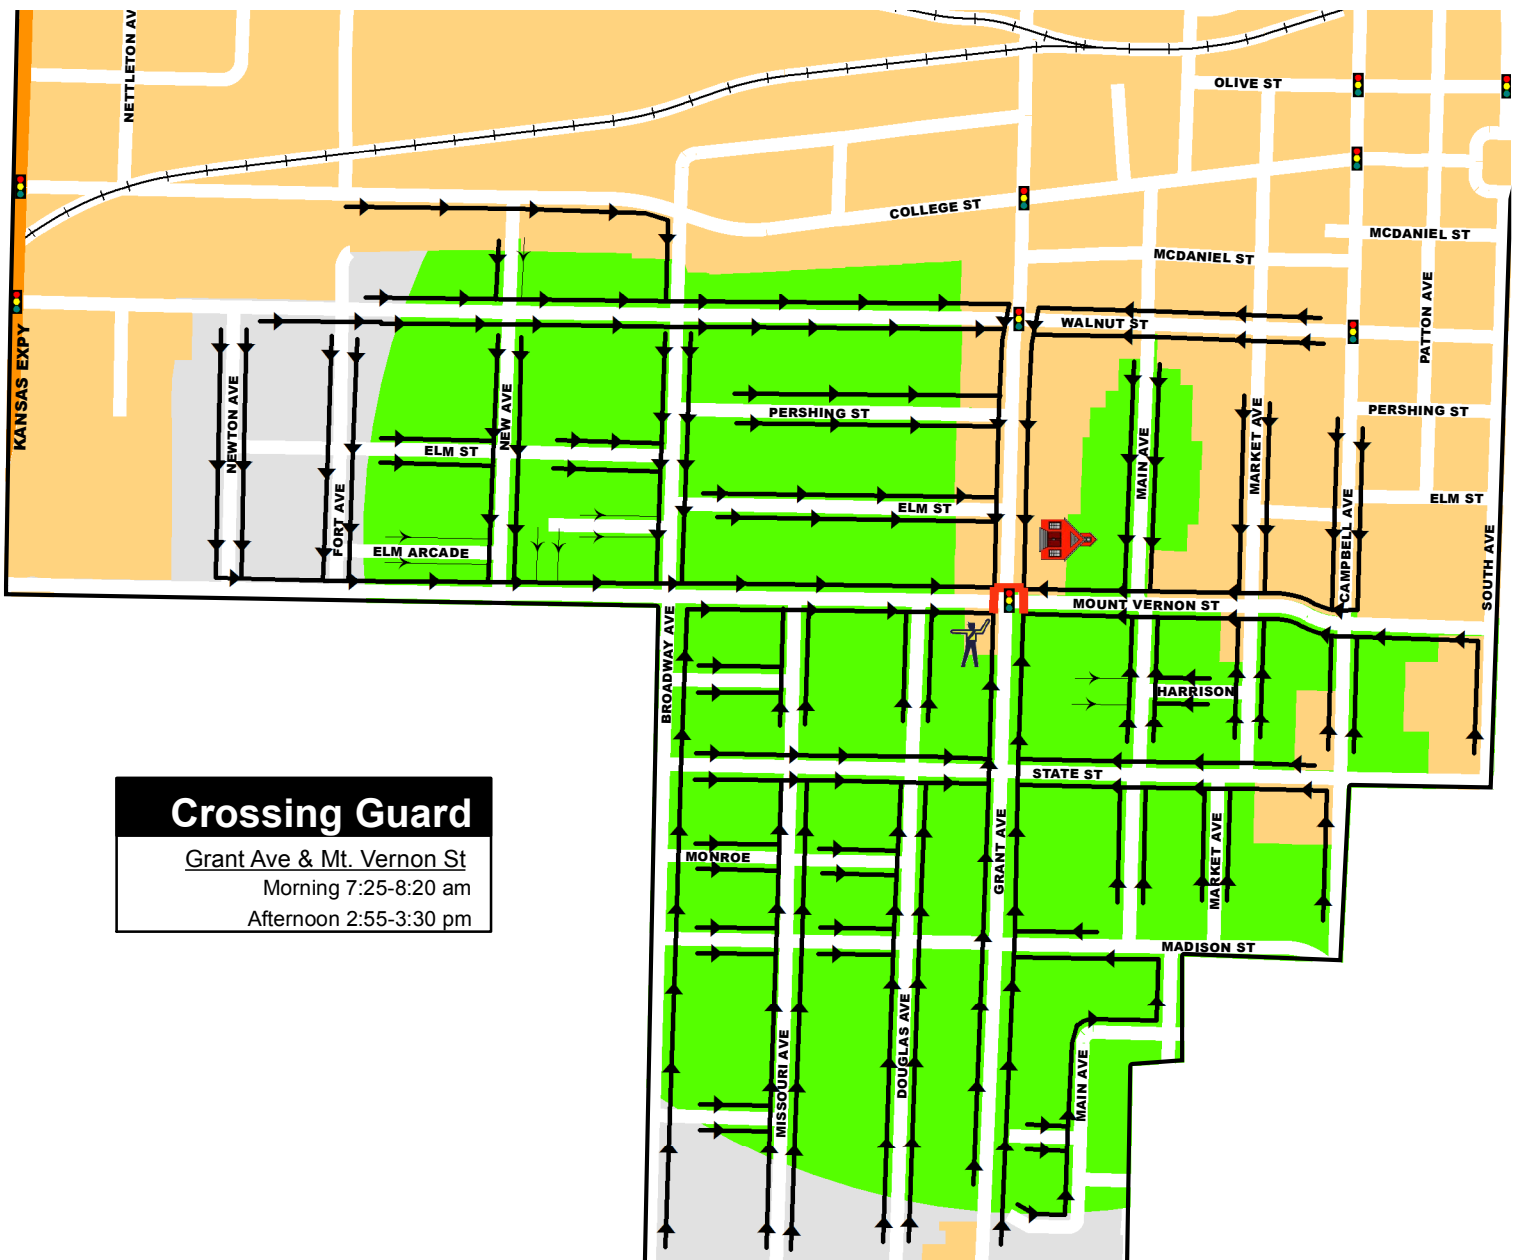 NETTLETON AV
OLIVE ST
COLLEGE ST
MCDANIEL ST
MCDANIEL ST
PATTON AVE
WALNUT ST
KANSAS EXPY
NEWTON AVE
NEW AVE
PERSHING ST
PERSHING ST
MAIN AVE
MARKET AVE
ELM ST
ELM ST
ELM ST
FORT AVE
ELM ARCADE
CAMPBELL AVE
SOUTH AVE
MOUNT VERNON ST
BROADWAY AVE
HARRISON
STATE ST
Crossing Guard
Grant Ave & Mt. Vernon St
Morning 7:25-8:20 am
Afternoon 2:55-3:30 pm
MONROE
GRANT AVE
MARKET AVE
MADISON ST
MISSOURI AVE
DOUGLAS AVE
MAIN AVE